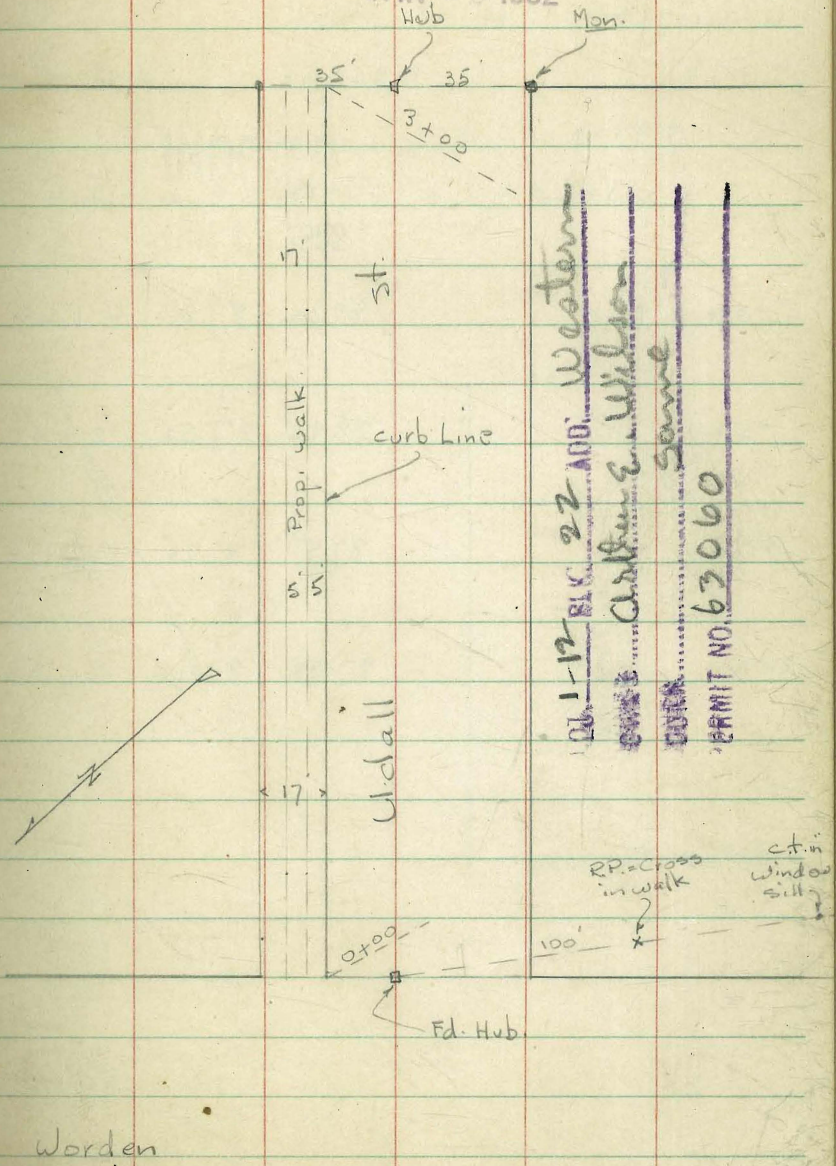 Hub
Mon.
35'
35'
3+00
5.
St.
Prop. Walk
Curb Line
5.
5.
17
Udall
1-12 BLK. 22 ADD. Western
Arthur E. Wilson
Same
PERMIT NO. 63060
N
R.P. = Cross
in walk
c.t. in
window
sill
0+00
100'
Fd. Hub.
Worden